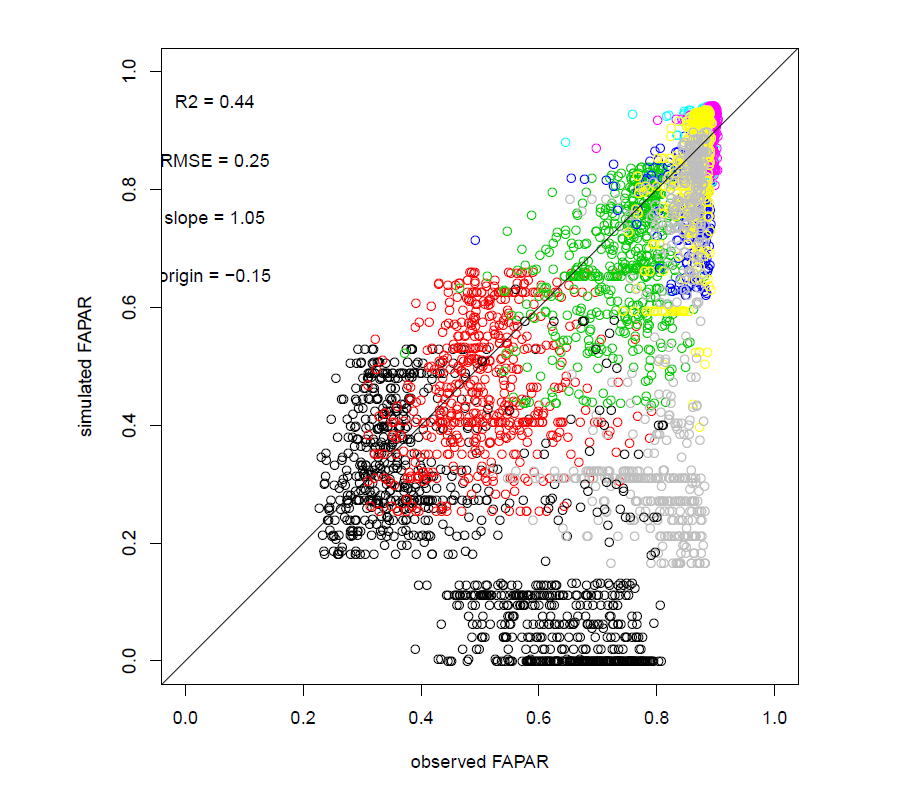 R2 = 0.44
RMSE = 0.25
slope = 1.05
origin = −0.15
simulated FAPAR
1.0
0.8
0.6
0.4
0.2
0.0
0.0 0.2 0.4 0.6 0.8 1.0
observed FAPAR